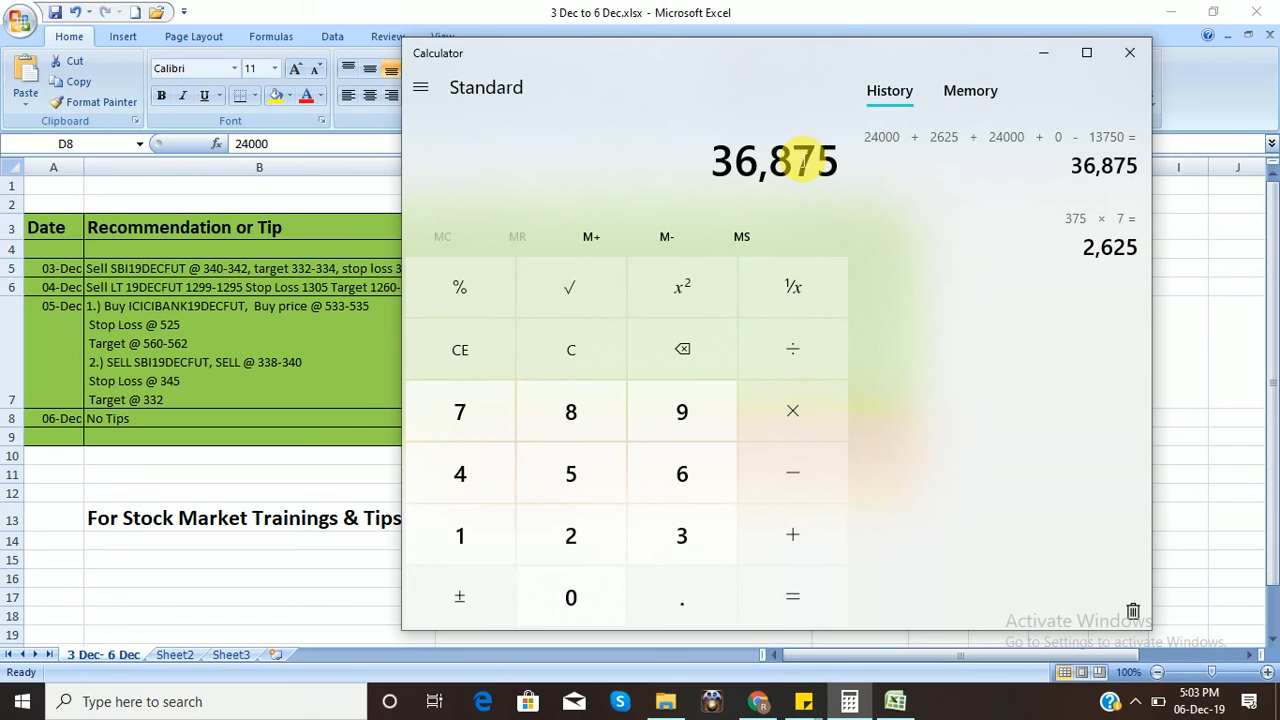 3 Dec to 6 Dec.xlsx - Microsoft Excel
Home Insert Page Layout Formulas Data Review
Paste
Cut
Copy
Format Painter
Calibri 11
B I U
Clipboard Font
D8 fx 24000
A B I J
1
2
3 Date Recommendation or Tip
4
5 03-Dec Sell SBI19DECFUT @ 340-342, target 332-334, stop loss 3
6 04-Dec Sell LT 19DECFUT 1299-1295 Stop Loss 1305 Target 1260-
05-Dec 1.) Buy ICICIBANK19DECFUT, Buy price @ 533-535
Stop Loss @ 525
Target @ 560-562
2.) SELL SBI19DECFUT, SELL @ 338-340
Stop Loss @ 345
7 Target @ 332
8 06-Dec No Tips
9
10
11
12
13 For Stock Market Trainings & Tips
14
15
16
17
18
19
Calculator
Standard
History Memory
36,875
24000 + 2625 + 24000 + 0 - 13750 =
36,875
375 × 7 =
2,625
MC MR M+ M- MS
% √ x² ¹/x
CE C ÷
7 8 9 ×
4 5 6 −
1 2 3 +
± 0 . =
Activate Windows
Go to Settings to activate Windows.
3 Dec- 6 Dec Sheet2 Sheet3
Ready 100%
Type here to search
5:03 PM
06-Dec-19